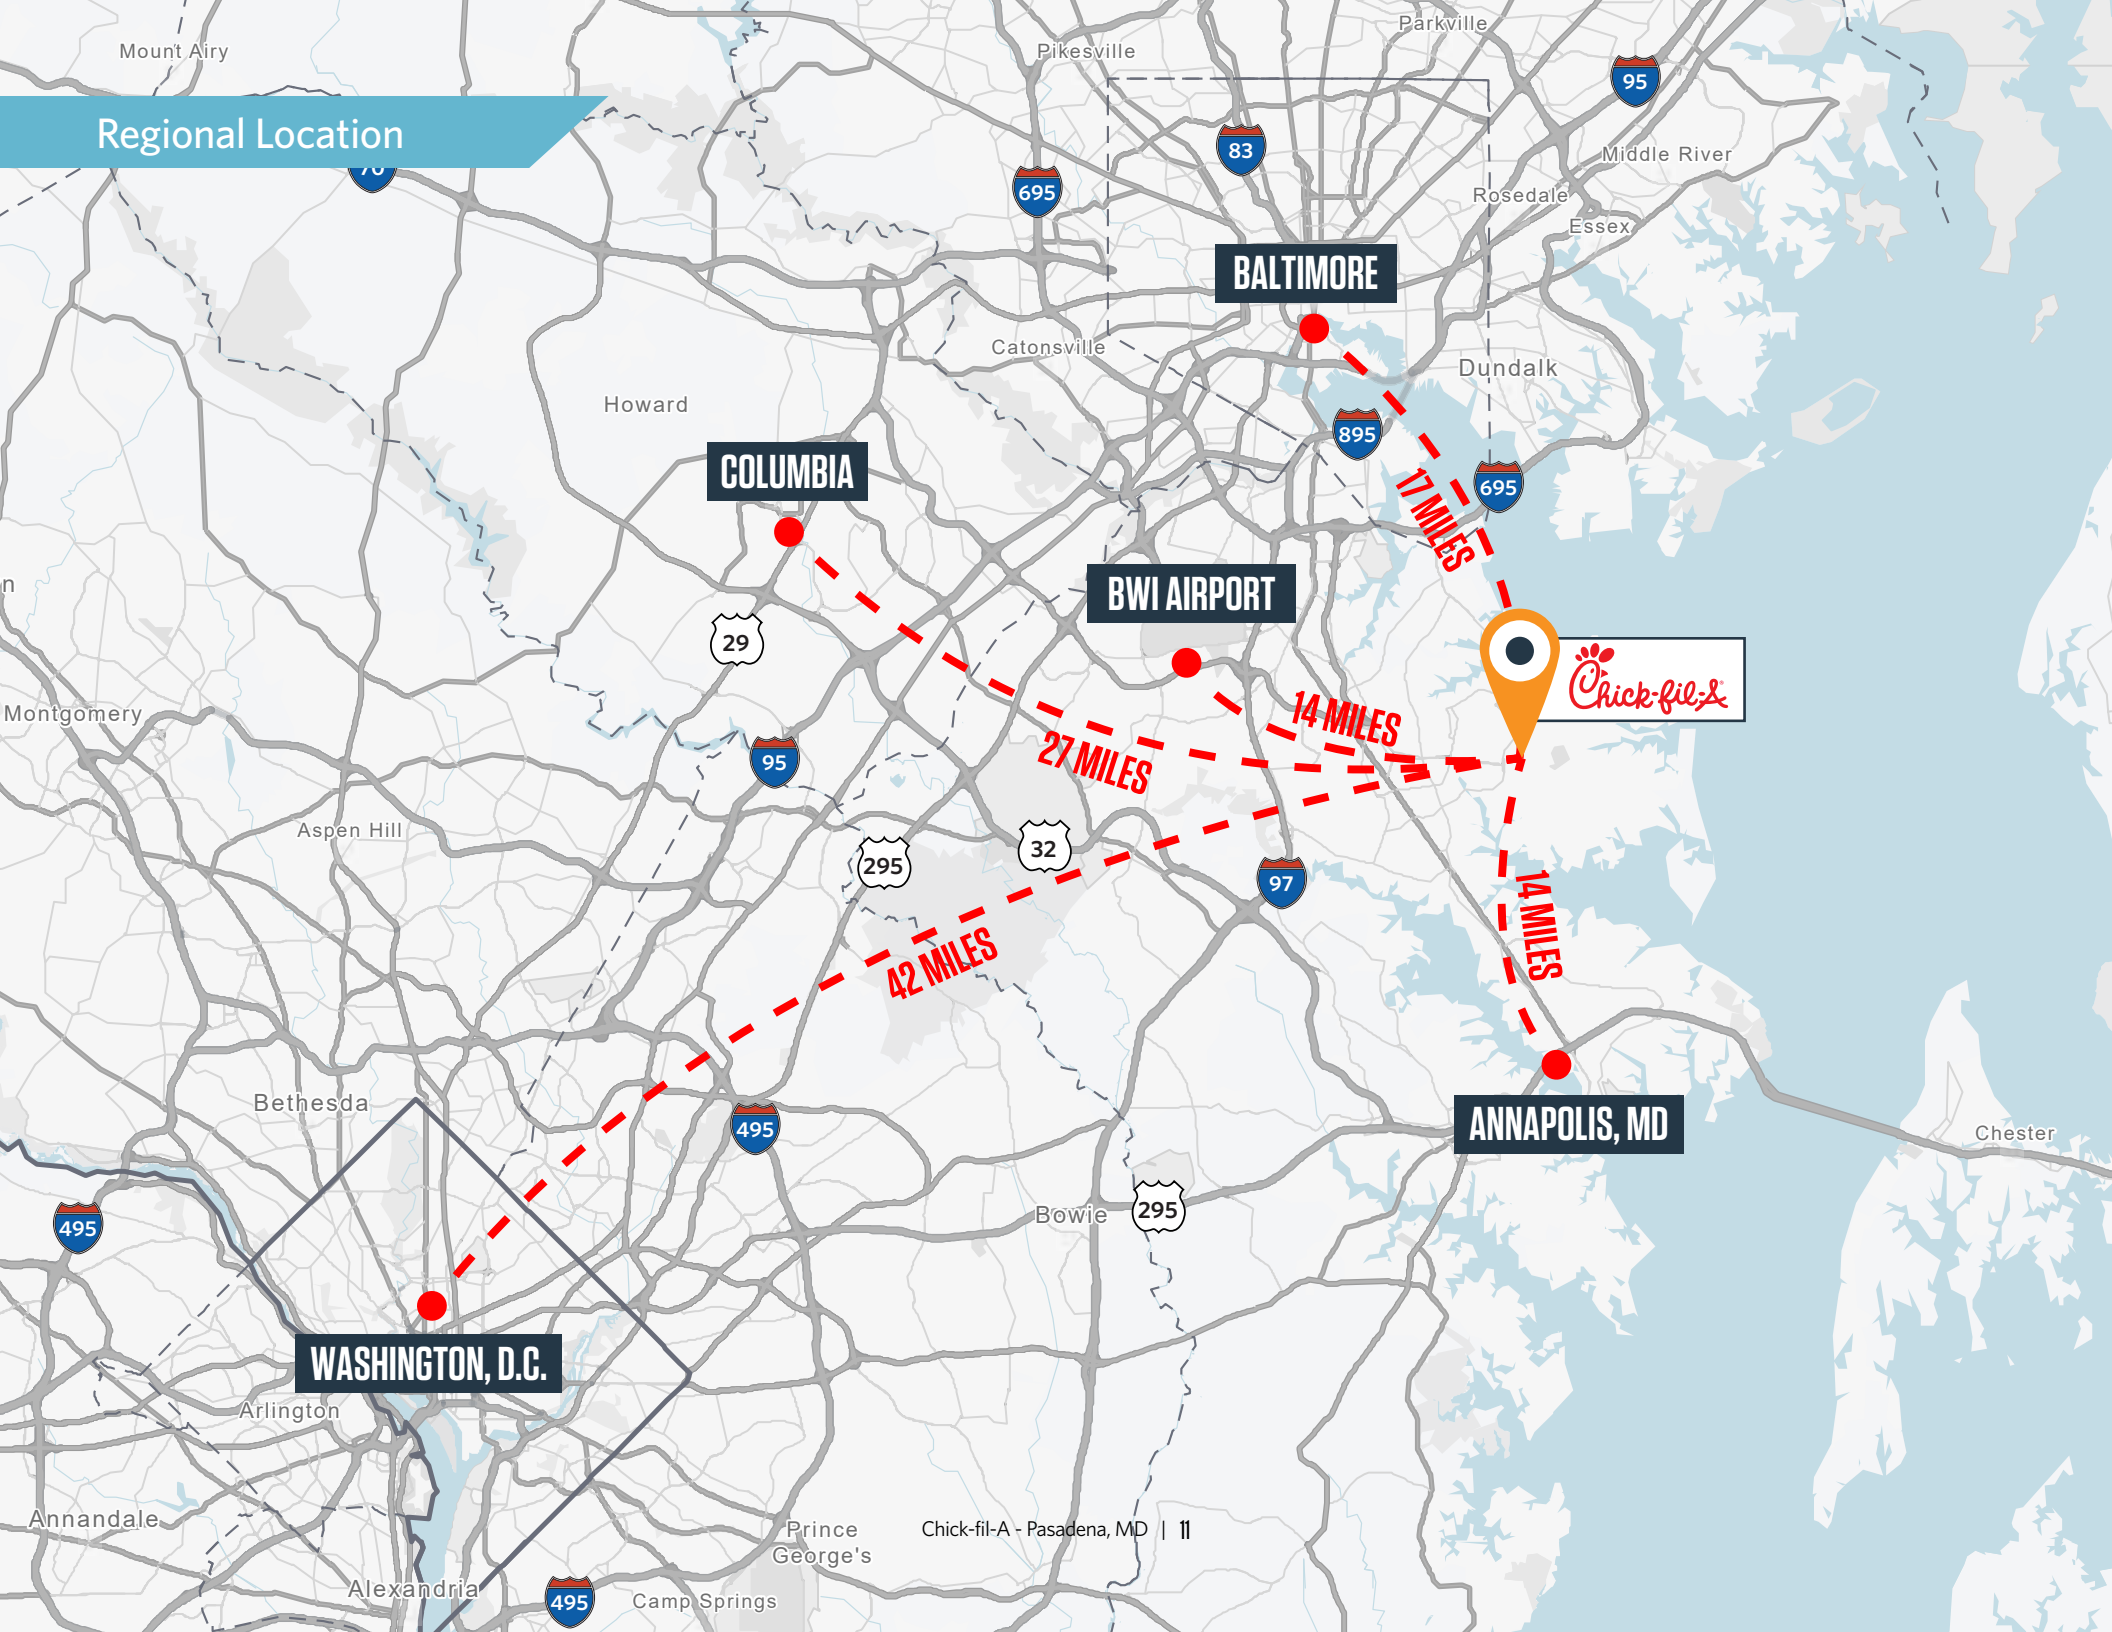 Mount Airy
Pikesville
Parkville
95
Regional Location
70
83
695
Middle River
Rosedale
Essex
BALTIMORE
Catonsville
Dundalk
Howard
895
COLUMBIA
695
17 MILES
n
BWI AIRPORT
29
Chick-fil-A
Montgomery
14 MILES
27 MILES
95
Aspen Hill
295
32
97
14 MILES
42 MILES
Bethesda
495
ANNAPOLIS, MD
Chester
495
Bowie
295
WASHINGTON, D.C.
Arlington
Annandale
Prince
George's
Chick-fil-A - Pasadena, MD | 11
Alexandria
495
Camp Springs